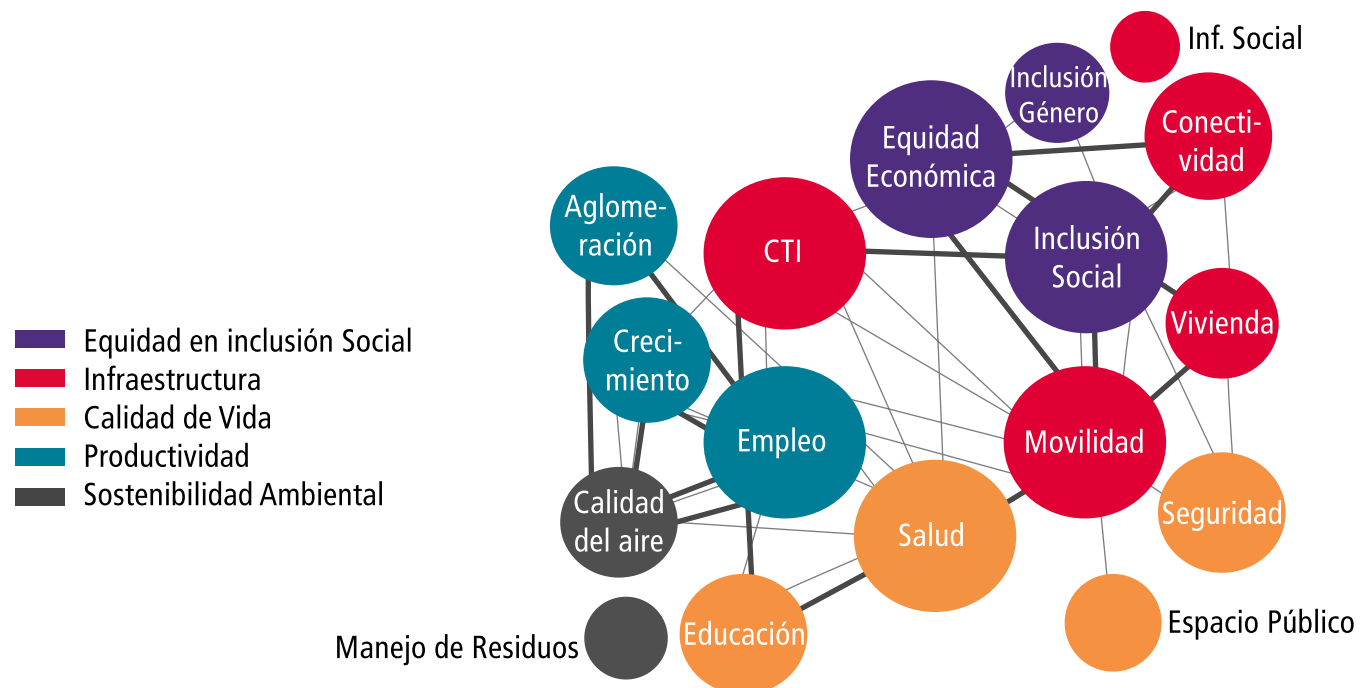 Inf. Social
Inclusión
Género
Conecti-
vidad
Equidad
Económica
Aglome-
ración
CTI
Inclusión
Social
Vivienda
Creci-
miento
Equidad en inclusión Social
Infraestructura
Calidad de Vida
Productividad
Sostenibilidad Ambiental
Empleo
Movilidad
Calidad
del aire
Salud
Seguridad
Educación
Manejo de Residuos
Espacio Público